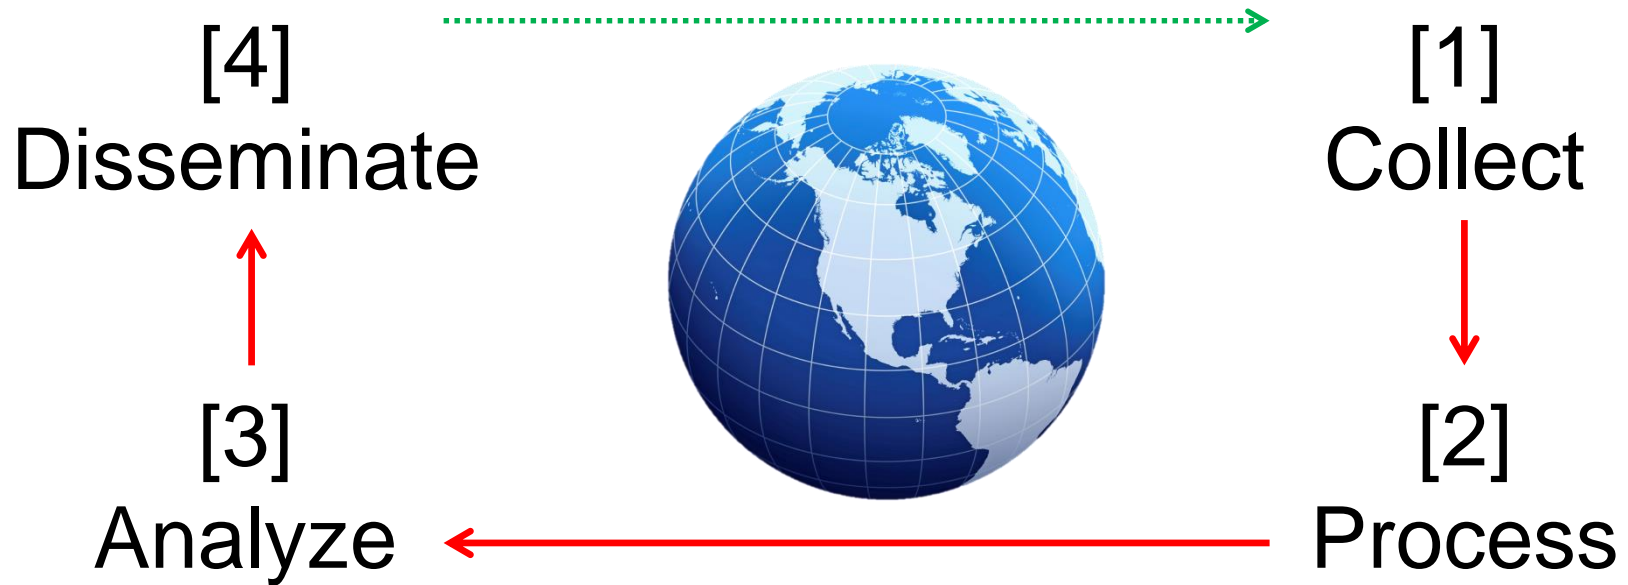 [4]
Disseminate
[1]
Collect
[3]
Analyze
[2]
Process